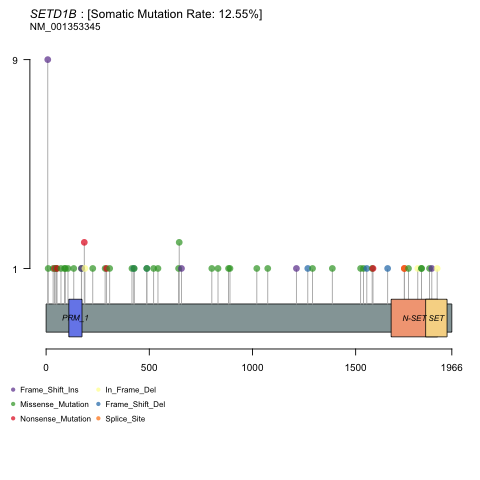 SETD1B : [Somatic Mutation Rate: 12.55%]
NM_001353345
9
1
PRM_1
N-SET
SET
0
500
1000
1500
1966
Frame_Shift_Ins
In_Frame_Del
Missense_Mutation
Frame_Shift_Del
Nonsense_Mutation
Splice_Site